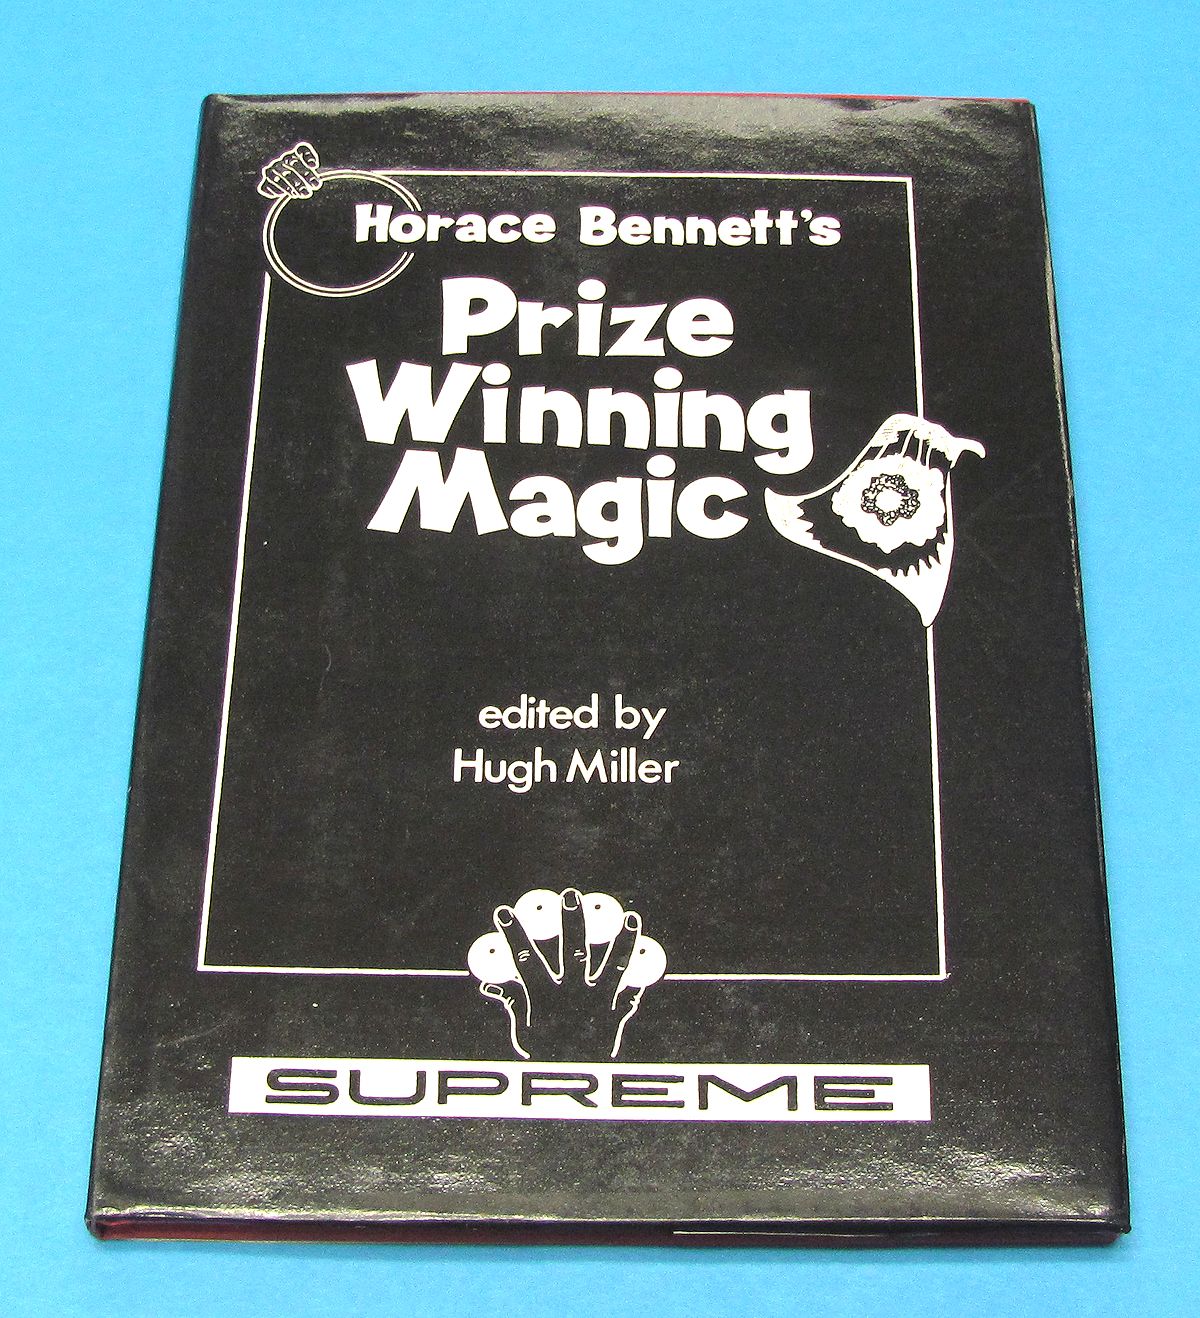 Horace Bennett's
Prize
Winning
Magic
edited by
Hugh Miller
SUPREME